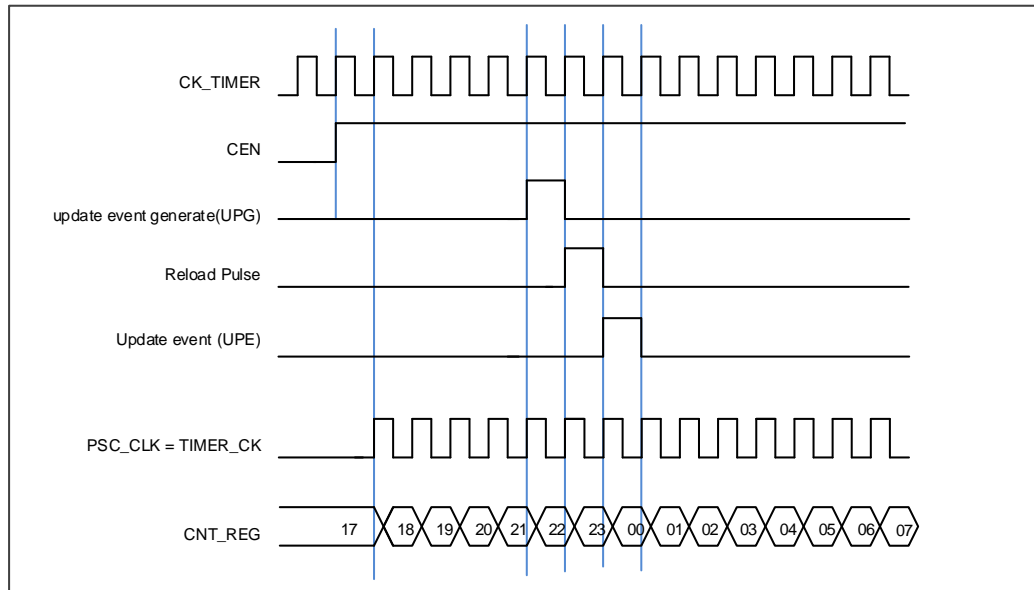 CK_TIMER
CEN
update event generate(UPG)
Reload Pulse
Update event (UPE)
PSC_CLK = TIMER_CK
CNT_REG 17 18 19 20 21 22 23 00 01 02 03 04 05 06 07